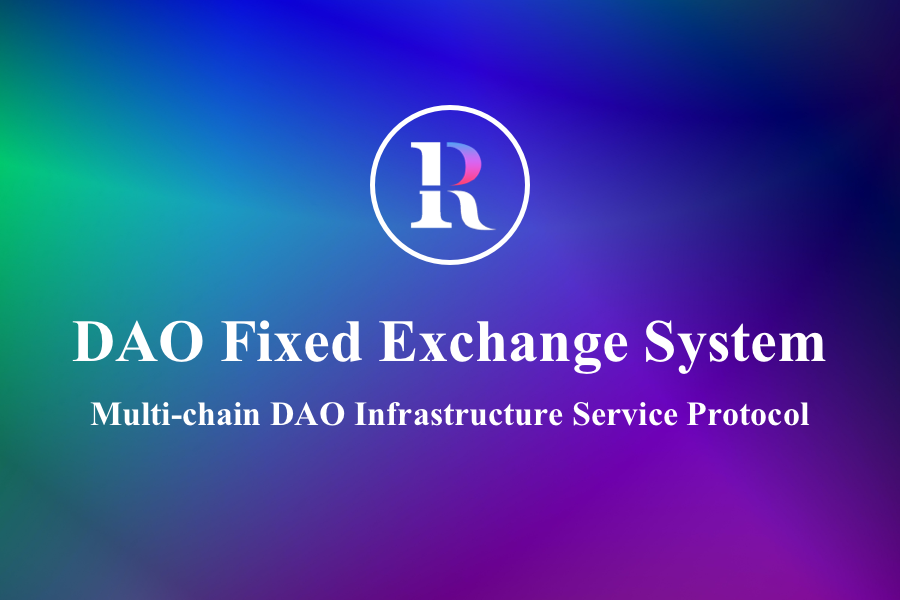 R
DAO Fixed Exchange System
Multi-chain DAO Infrastructure Service Protocol